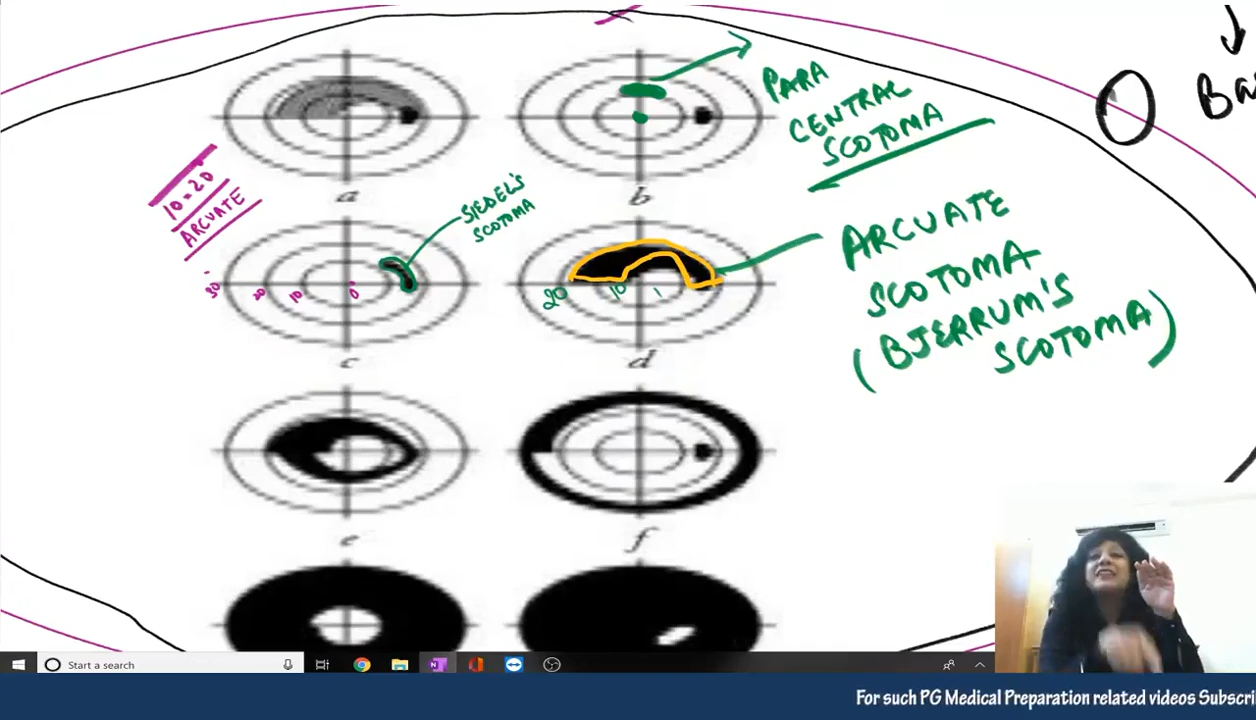 PARA
CENTRAL
SCOTOMA
a
b
10=20
ARCUATE
SIEDEL'S
SCOTOMA
30°
20
10
0°
20
10
ARCUATE
SCOTOMA
(BJERRUM'S
SCOTOMA)
c
d
e
f
Start a search
For such PG Medical Preparation related videos Subscri